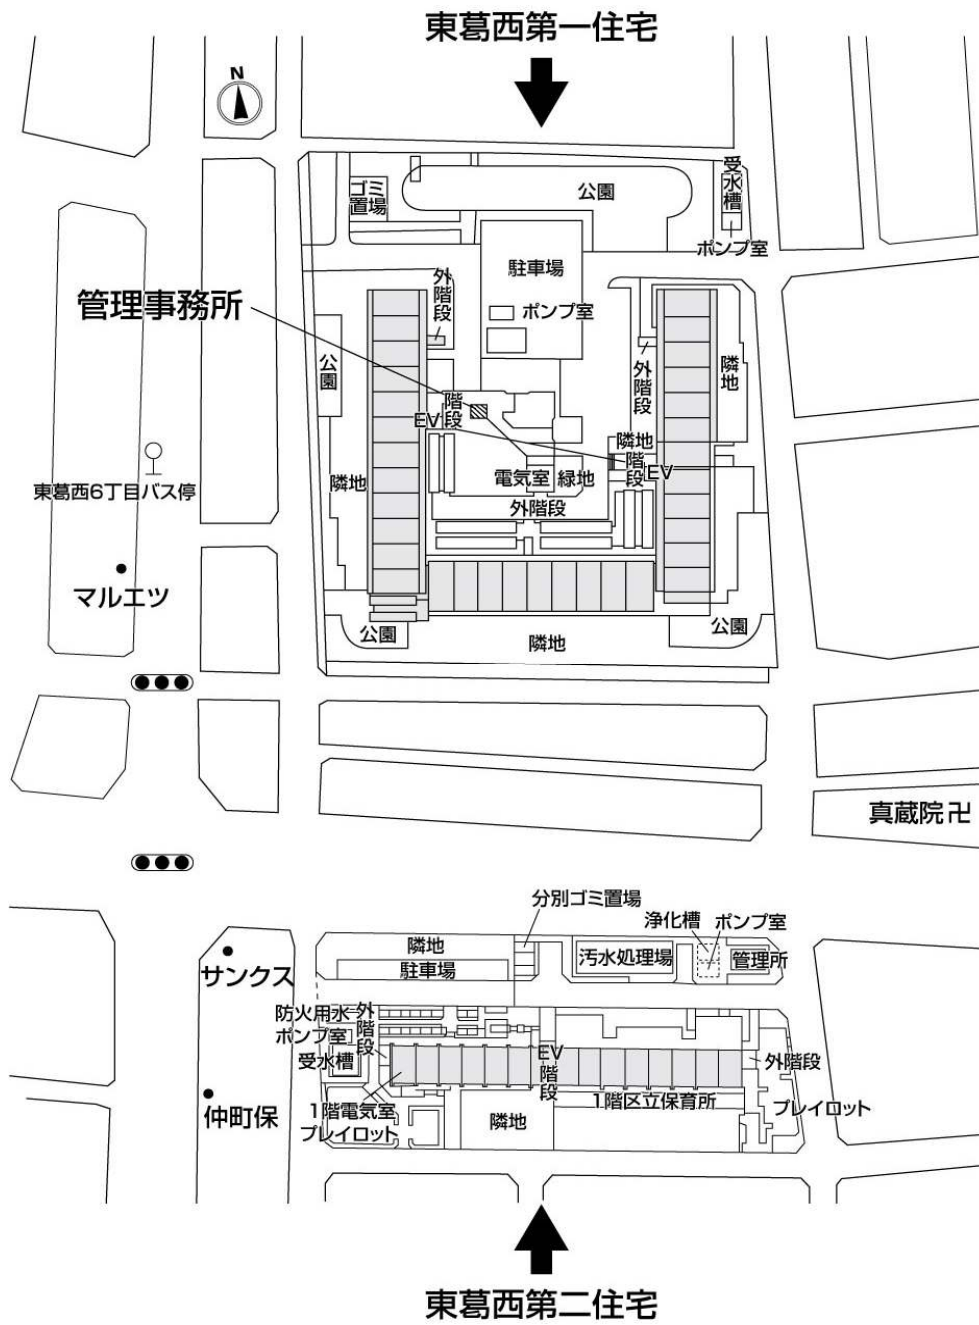 東葛西第一住宅
N
ゴミ
置場
公園
受水槽
ポンプ室
駐車場
外階段
ポンプ室
管理事務所
公園
外階段
隣地
階段
EV
隣地
階段
EV
隣地
電気室
緑地
外階段
東葛西6丁目バス停
マルエツ
公園
隣地
公園
真蔵院卍
分別ゴミ置場
浄化槽
ポンプ室
隣地
駐車場
汚水処理場
管理所
サンクス
防火用水
外階段
ポンプ室
受水槽
EV
階段
外階段
1階電気室
プレイロット
1階区立保育所
プレイロット
隣地
仲町保
東葛西第二住宅